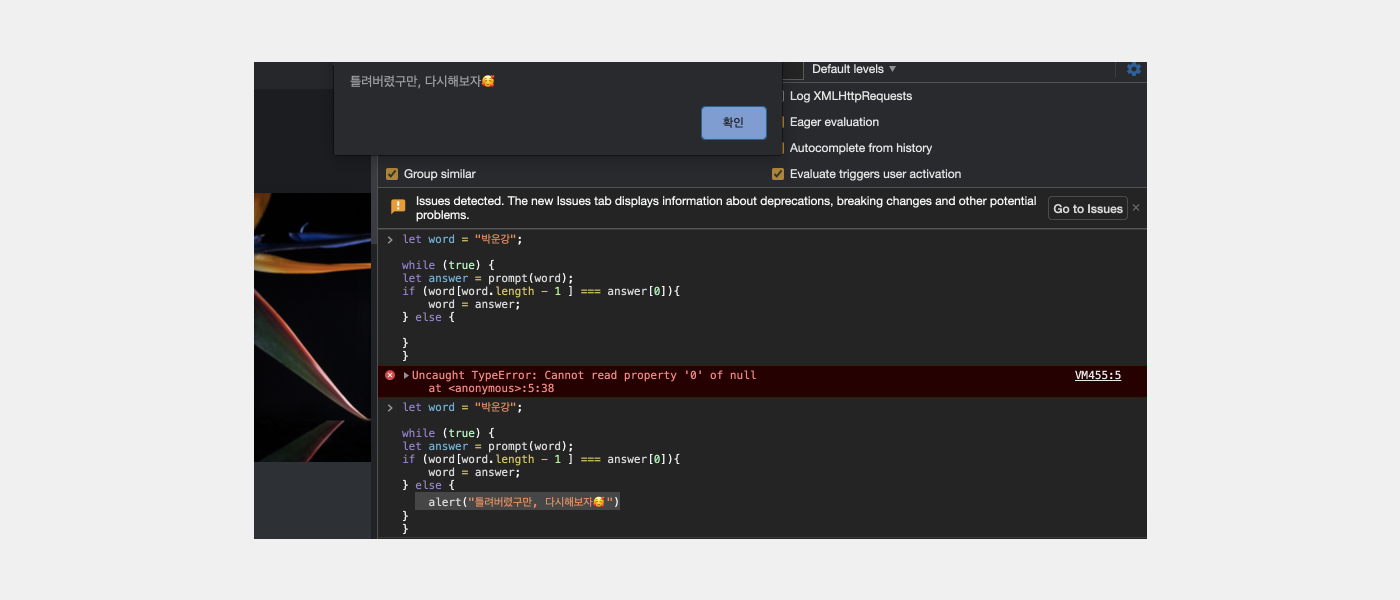 틀려버렸구만, 다시해보자🥰
확인
Default levels ▼
Log XMLHttpRequests
Eager evaluation
Autocomplete from history
Group similar
Evaluate triggers user activation
Issues detected. The new Issues tab displays information about deprecations, breaking changes and other potential
problems.
Go to Issues ×
let word = "박운강";
while (true) {
let answer = prompt(word);
if (word[word.length - 1 ] === answer[0]){
    word = answer;
} else {
}
}
Uncaught TypeError: Cannot read property '0' of null VM455:5
    at <anonymous>:5:38
let word = "박운강";
while (true) {
let answer = prompt(word);
if (word[word.length - 1 ] === answer[0]){
    word = answer;
} else {
    alert("틀려버렸구만, 다시해보자🥰")
}
}